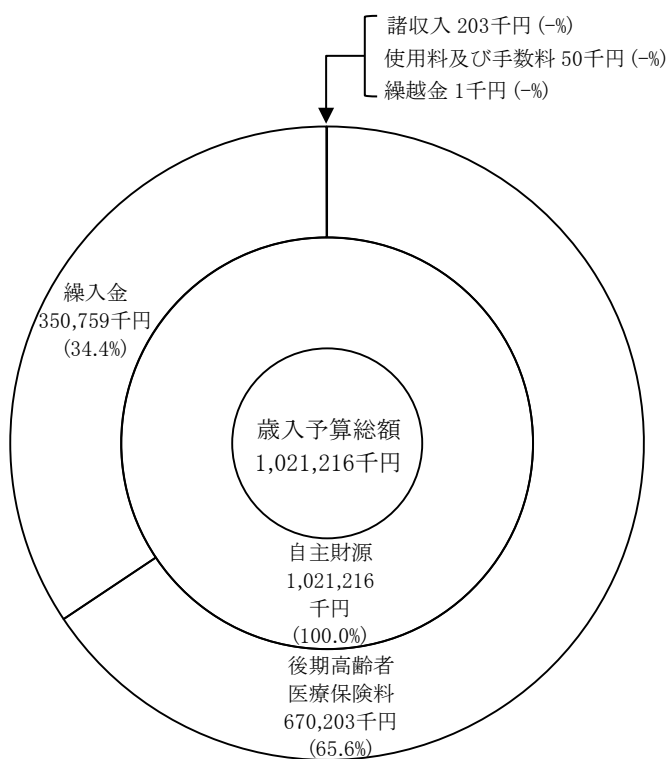 諸収入 203千円 (-%)
使用料及び手数料 50千円 (-%)
繰越金 1千円 (-%)
繰入金
350,759千円
(34.4%)
歳入予算総額
1,021,216千円
自主財源
1,021,216
千円
(100.0%)
後期高齢者
医療保険料
670,203千円
(65.6%)